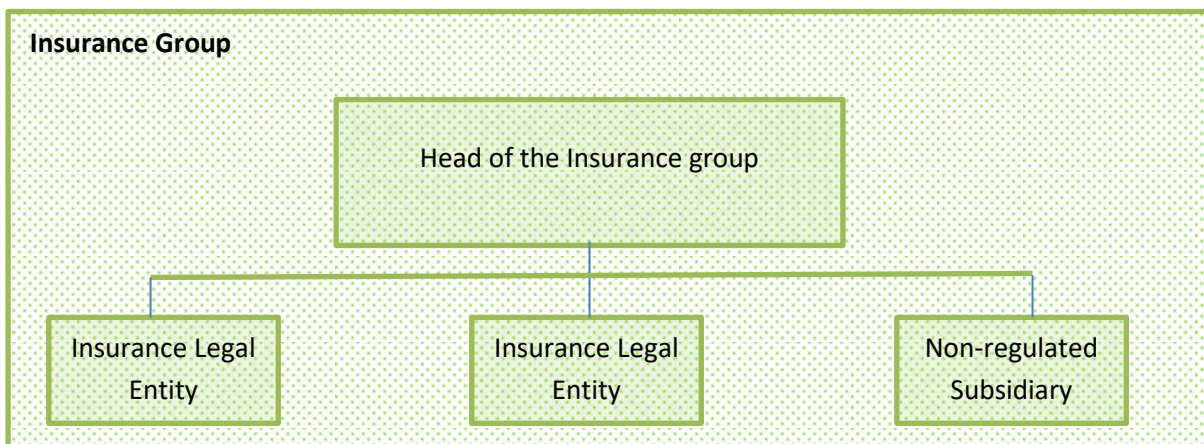 Insurance Group
Head of the Insurance group
Insurance Legal
Entity
Insurance Legal
Entity
Non-regulated
Subsidiary